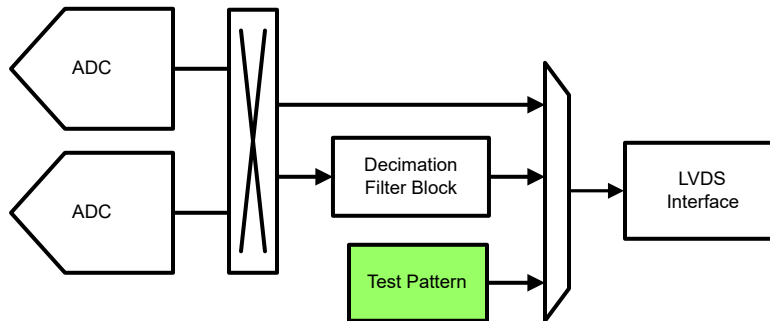 ADC
ADC
Decimation
Filter Block
Test Pattern
LVDS
Interface